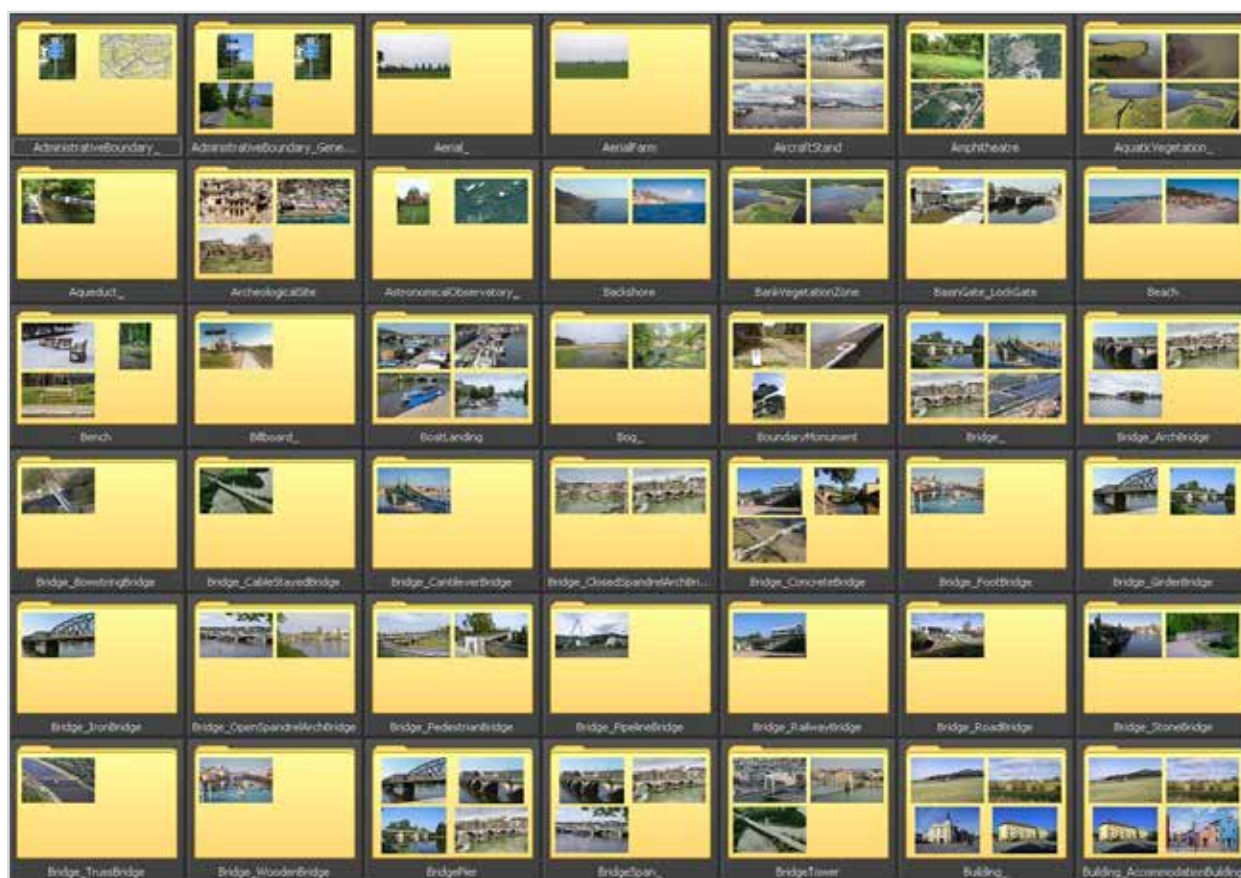 AdministrativeBoundary_
AdministrativeBoundary_Gene...
Aerial_
AerialFarm
AircraftStand
Amphitheatre
AquaticVegetation_
Aqueduct_
ArcheologicalSite
AstronomicalObservatory_
Backshore
BankVegetationZone
BasinGate_LockGate
Beach
Bench
Billboard_
BoatLanding
Bog_
BoundaryMonument
Bridge_
Bridge_ArchBridge
Bridge_BowstringBridge
Bridge_CableStayedBridge
Bridge_CantileverBridge
Bridge_ClosedSpandrelArchBri...
Bridge_ConcreteBridge
Bridge_FootBridge
Bridge_GirderBridge
Bridge_IronBridge
Bridge_OpenSpandrelArchBridge
Bridge_PedestrianBridge
Bridge_PipelineBridge
Bridge_RailwayBridge
Bridge_RoadBridge
Bridge_StoneBridge
Bridge_TrussBridge
Bridge_WoodenBridge
BridgePier
BridgeSpan_
BridgeTower
Building_
Building_AccommodationBuilding